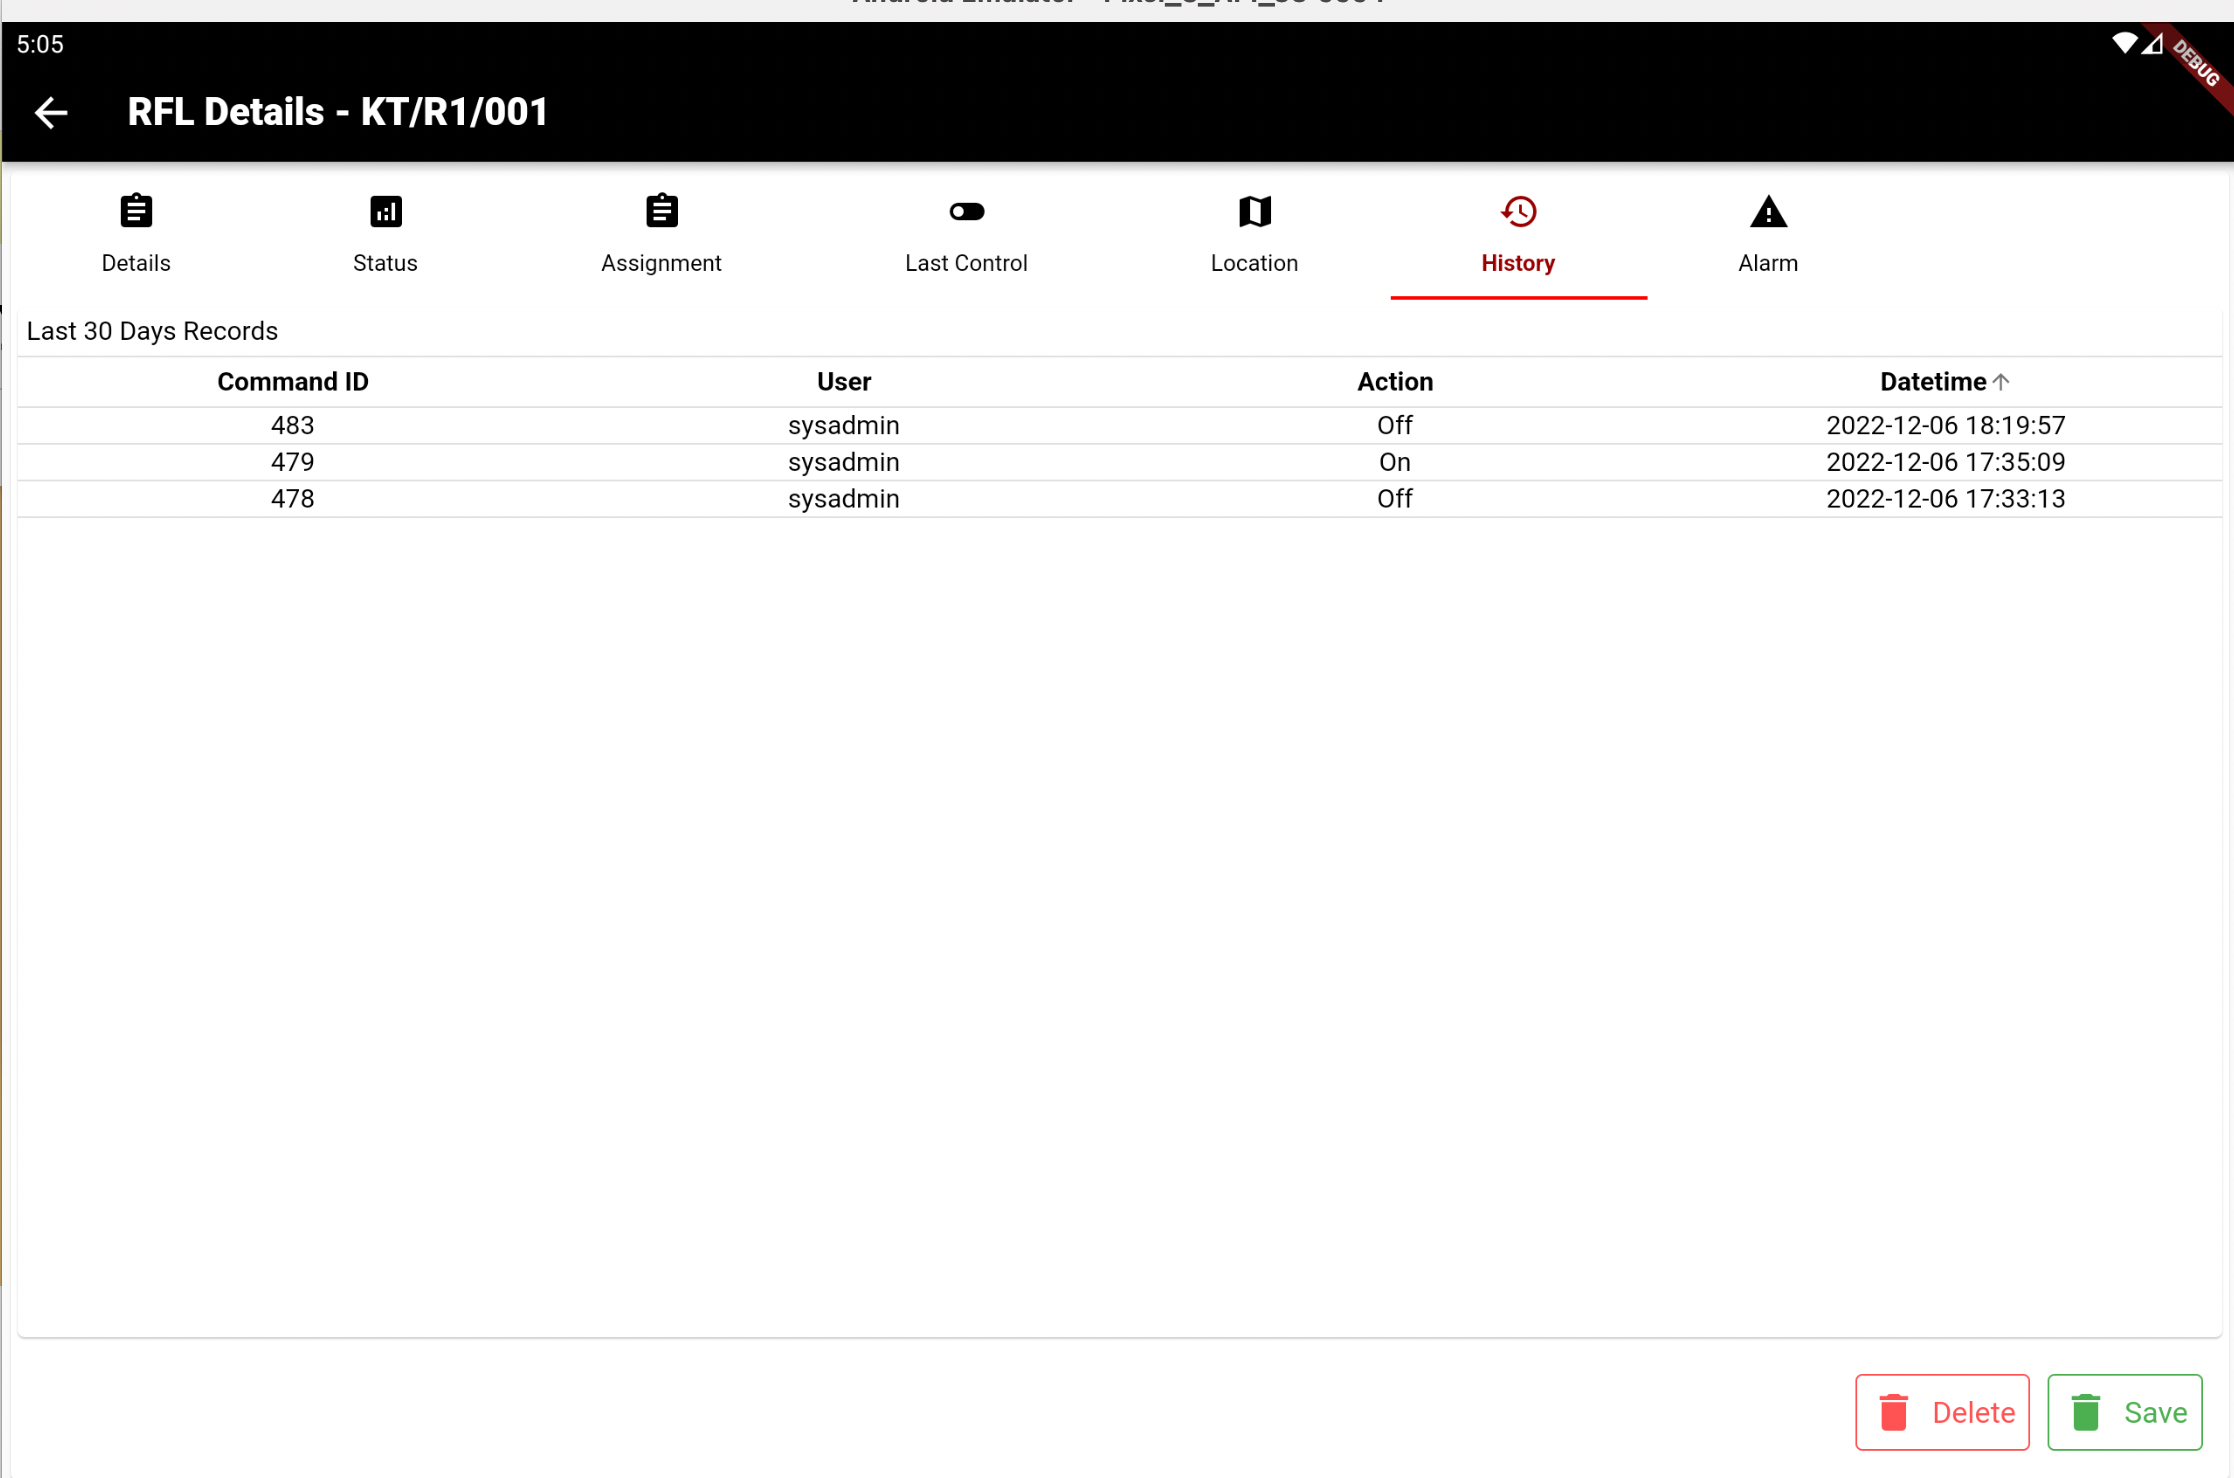 5:05
DEBUG
RFL Details - KT/R1/001
Details Status Assignment Last Control Location History Alarm
Last 30 Days Records
Command ID User Action Datetime
483 sysadmin Off 2022-12-06 18:19:57
479 sysadmin On 2022-12-06 17:35:09
478 sysadmin Off 2022-12-06 17:33:13
Delete Save